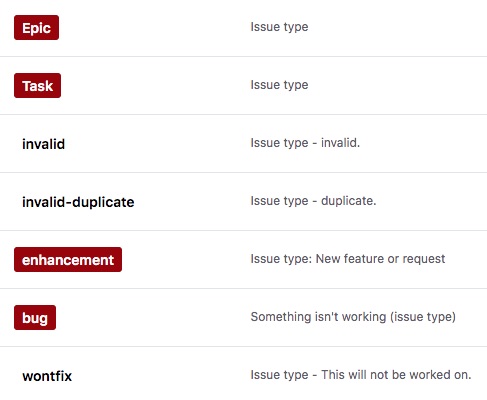 Epic Issue type
Task Issue type
invalid Issue type - invalid.
invalid-duplicate Issue type - duplicate.
enhancement Issue type: New feature or request
bug Something isn't working (issue type)
wontfix Issue type - This will not be worked on.